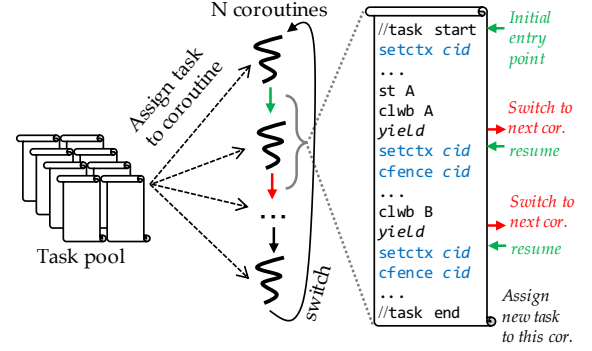 N coroutines
Assign task
to coroutine
Task pool
...
switch
//task start
setctx cid
...
st A
clwb A
yield
setctx cid
cfence cid
...
clwb B
yield
setctx cid
cfence cid
...
//task end
Initial
entry
point
Switch to
next cor.
resume
Switch to
next cor.
resume
Assign
new task
to this cor.